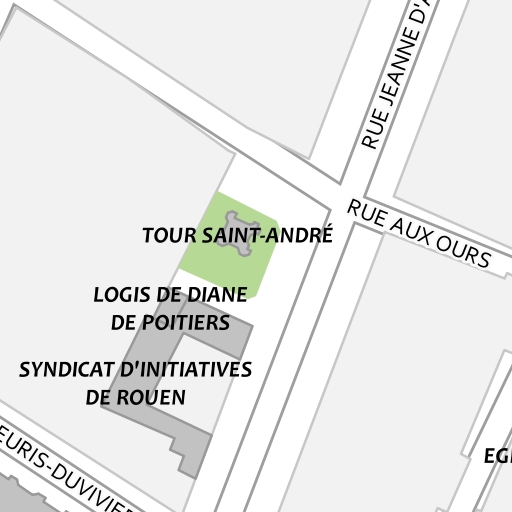 RUE JEANNE D'A
RUE AUX OURS
TOUR SAINT-ANDRÉ
LOGIS DE DIANE
DE POITIERS
SYNDICAT D'INITIATIVES
DE ROUEN
EURIS-DUVIVIER
EGL